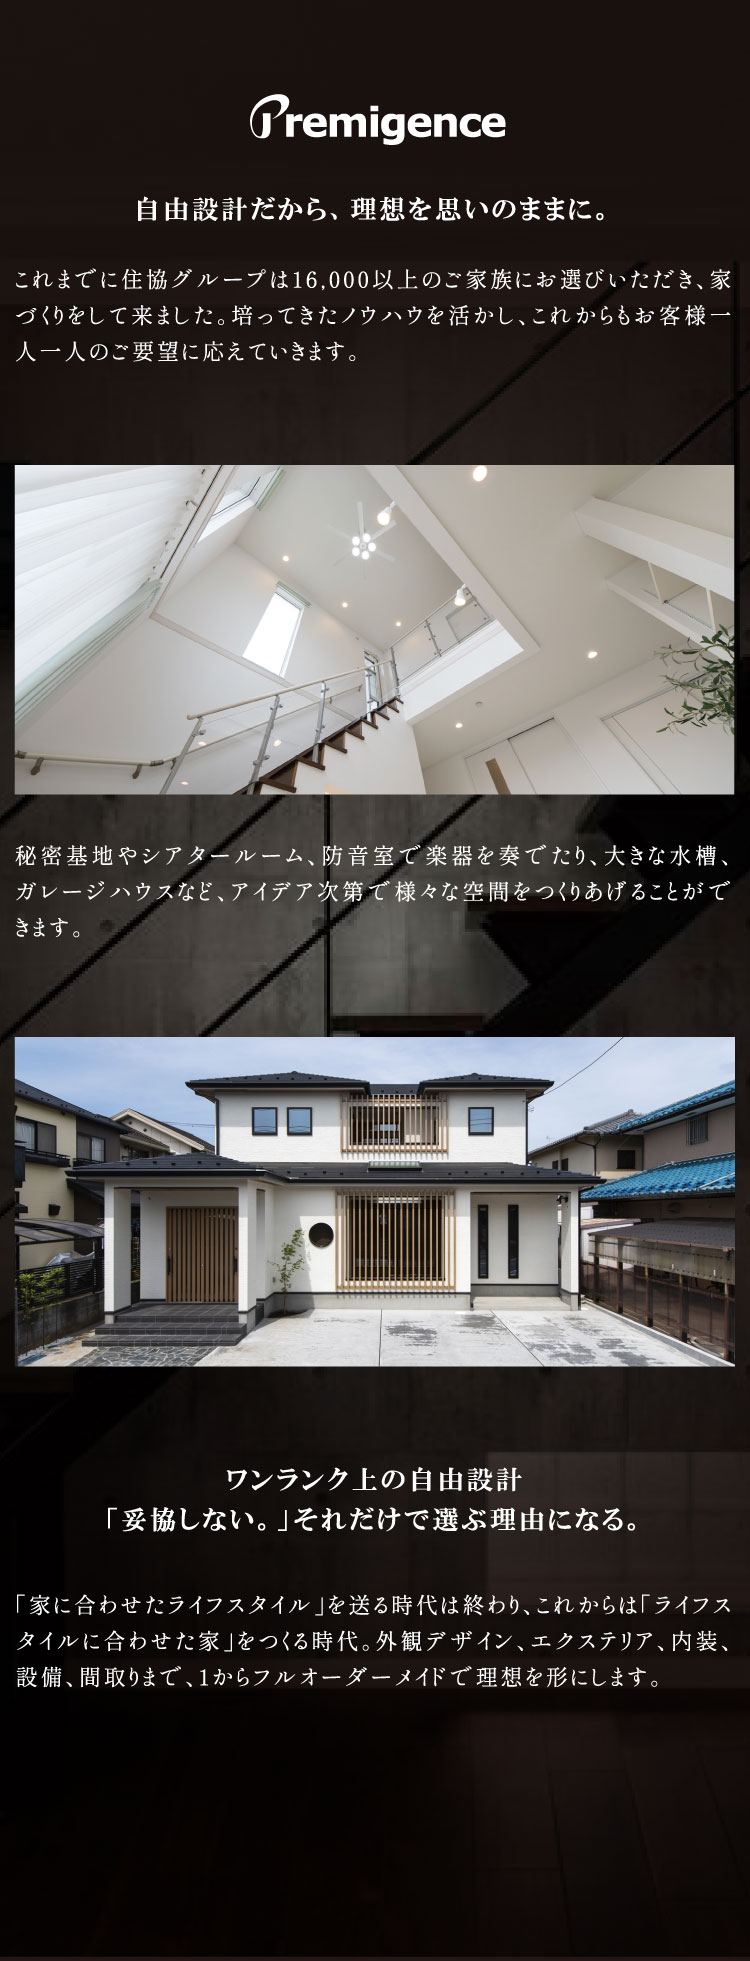 Premigence
自由設計だから、理想を思いのままに。
これまでに住協グループは16,000以上のご家族にお選びいただき、家
づくりをして来ました。培ってきたノウハウを活かし、これからもお客様一
人一人のご要望に応えていきます。
秘密基地やシアタールーム、防音室で楽器を奏でたり、大きな水槽、
ガレージハウスなど、アイデア次第で様々な空間をつくりあげることがで
きます。
ワンランク上の自由設計
「妥協しない。」それだけで選ぶ理由になる。
「家に合わせたライフスタイル」を送る時代は終わり、これからは「ライフス
タイルに合わせた家」をつくる時代。外観デザイン、エクステリア、内装、
設備、間取りまで、1からフルオーダーメイドで理想を形にします。